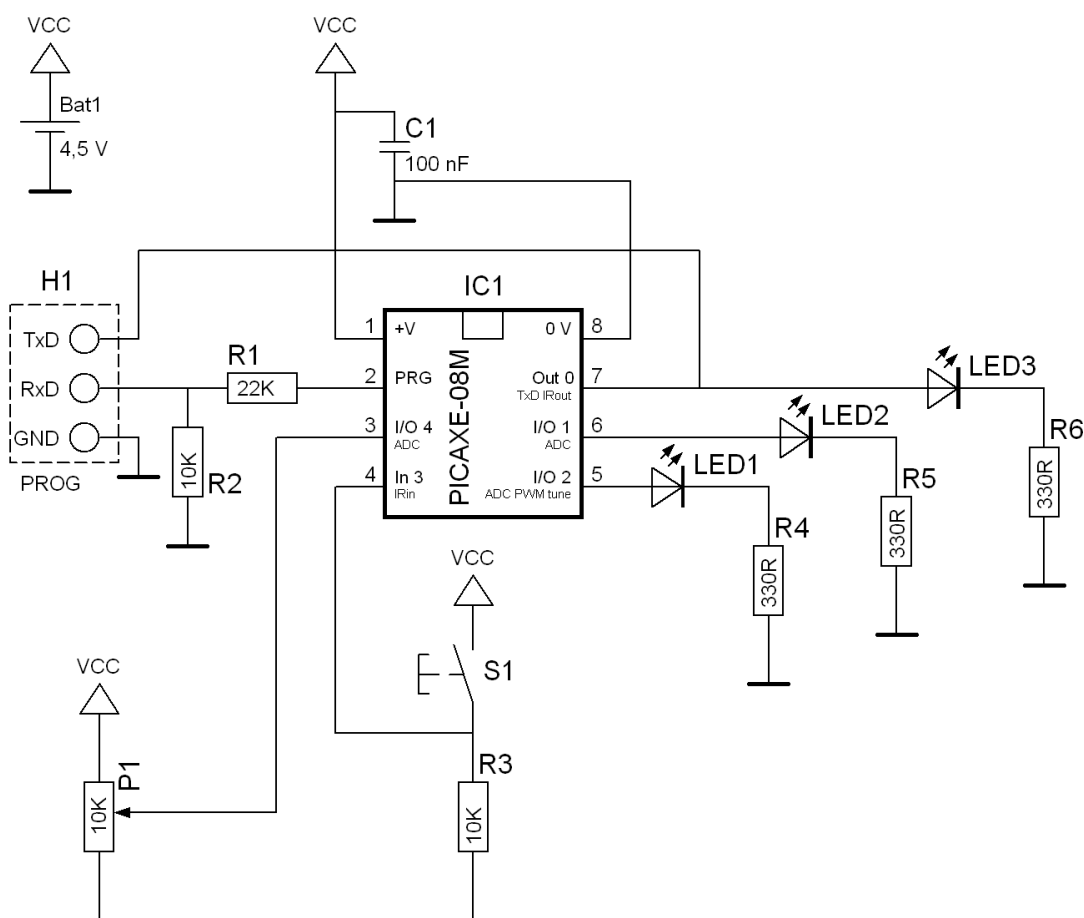 VCC
Bat1
4,5 V
VCC
C1
100 nF
H1
TxD
RxD
GND
PROG
R1
22K
10K
R2
IC1
PICAXE-08M
1
+V
2
PRG
3
I/O 4
ADC
4
In 3
IRin
0 V
8
Out 0
7
TxD IRout
I/O 1
6
ADC
I/O 2
5
ADC PWM tune
LED3
LED2
LED1
R6
330R
R5
330R
R4
330R
VCC
S1
R3
10K
VCC
P1
10K